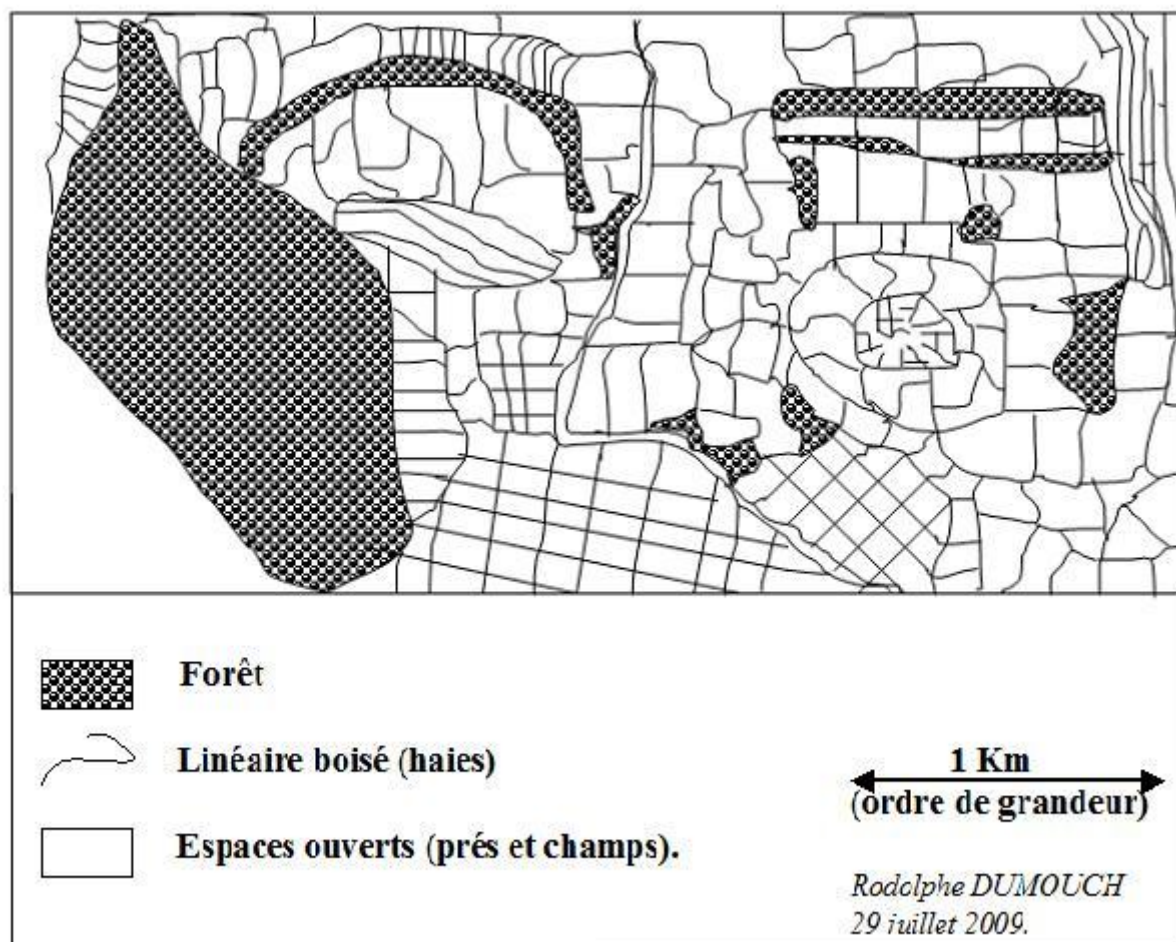 Forêt
Linéaire boisé (haies)
Espaces ouverts (prés et champs).
1 Km
(ordre de grandeur)
Rodolphe DUMOUCH
29 juillet 2009.